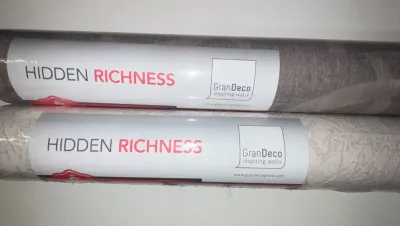 HIDDEN RICHNESS
GranDeco
inspiring walls
HIDDEN RICHNESS
GranDeco
inspiring walls